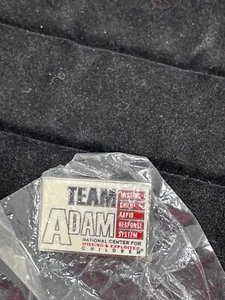 TEAM
ADAM
MISSING
CHILD
RAPID
RESPONSE
SYSTEM
NATIONAL CENTER FOR
MISSING & EXPLOITED
CHILDREN